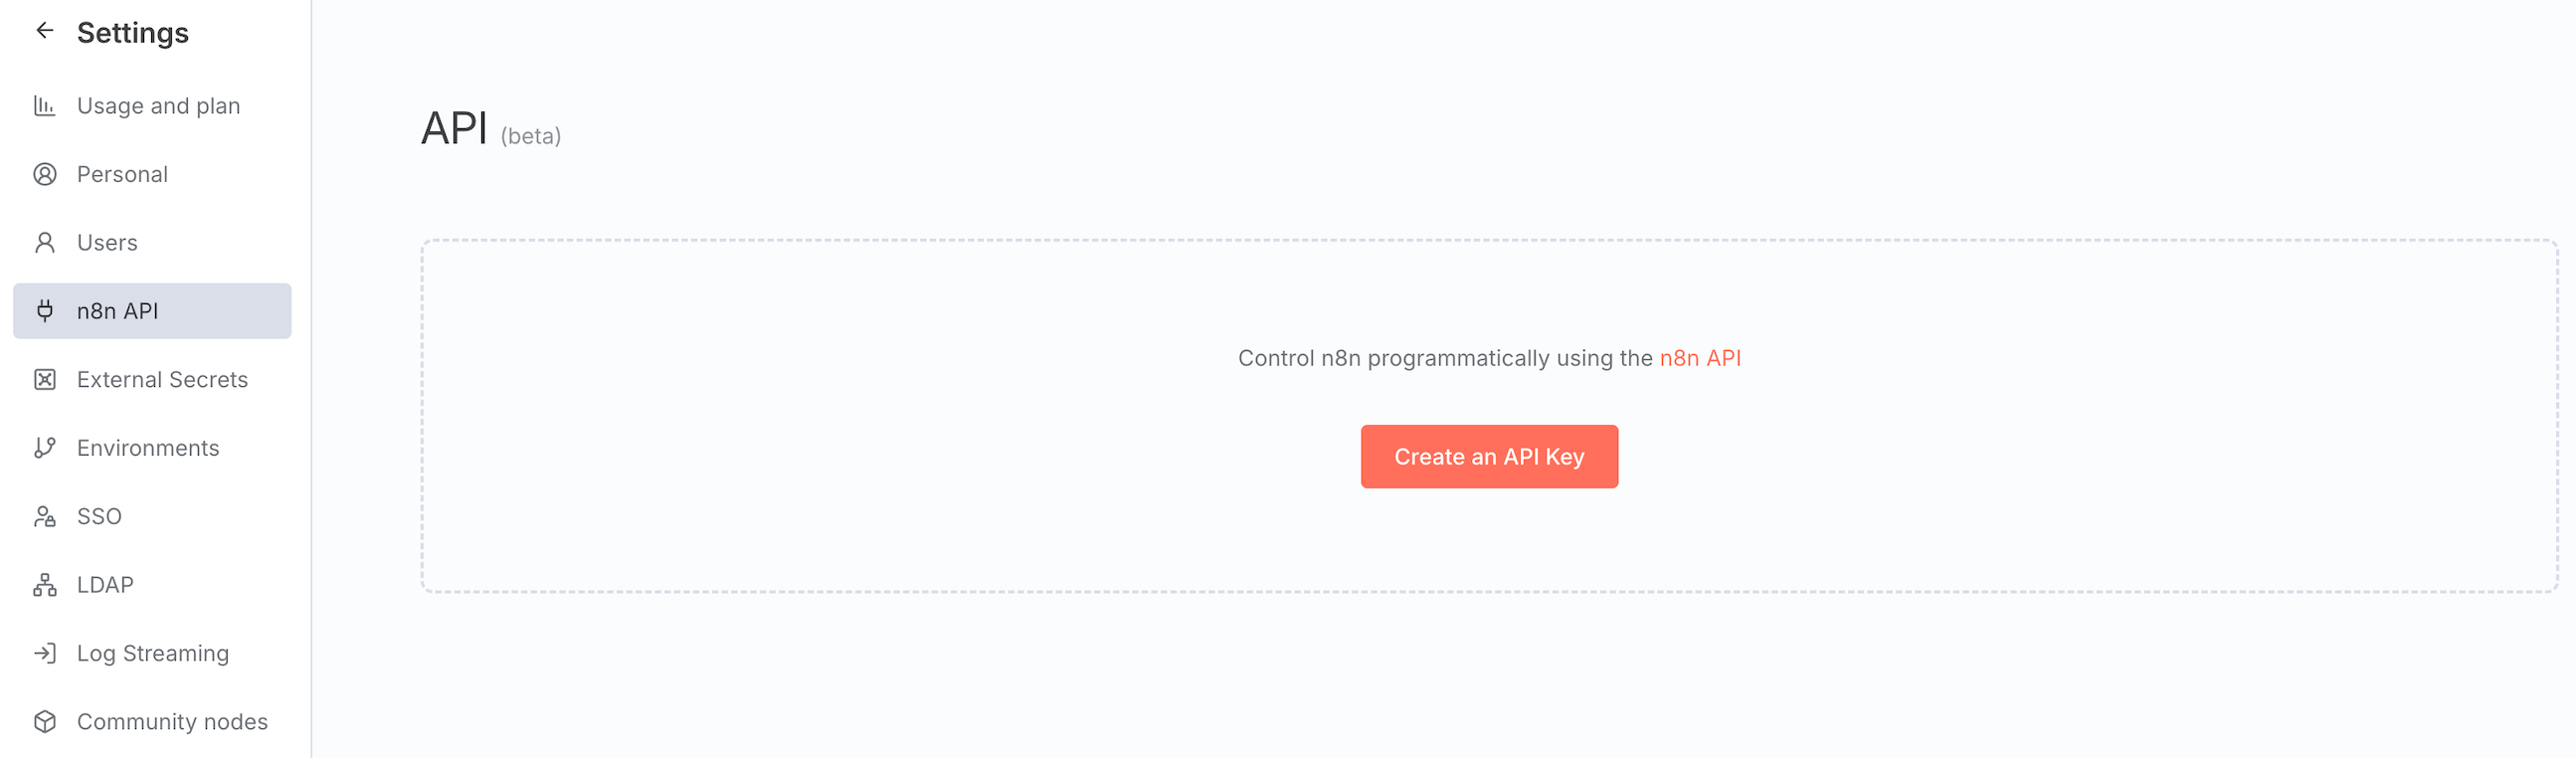 Settings
Usage and plan
Personal
Users
n8n API
External Secrets
Environments
SSO
LDAP
Log Streaming
Community nodes
API (beta)
Control n8n programmatically using the n8n API
Create an API Key